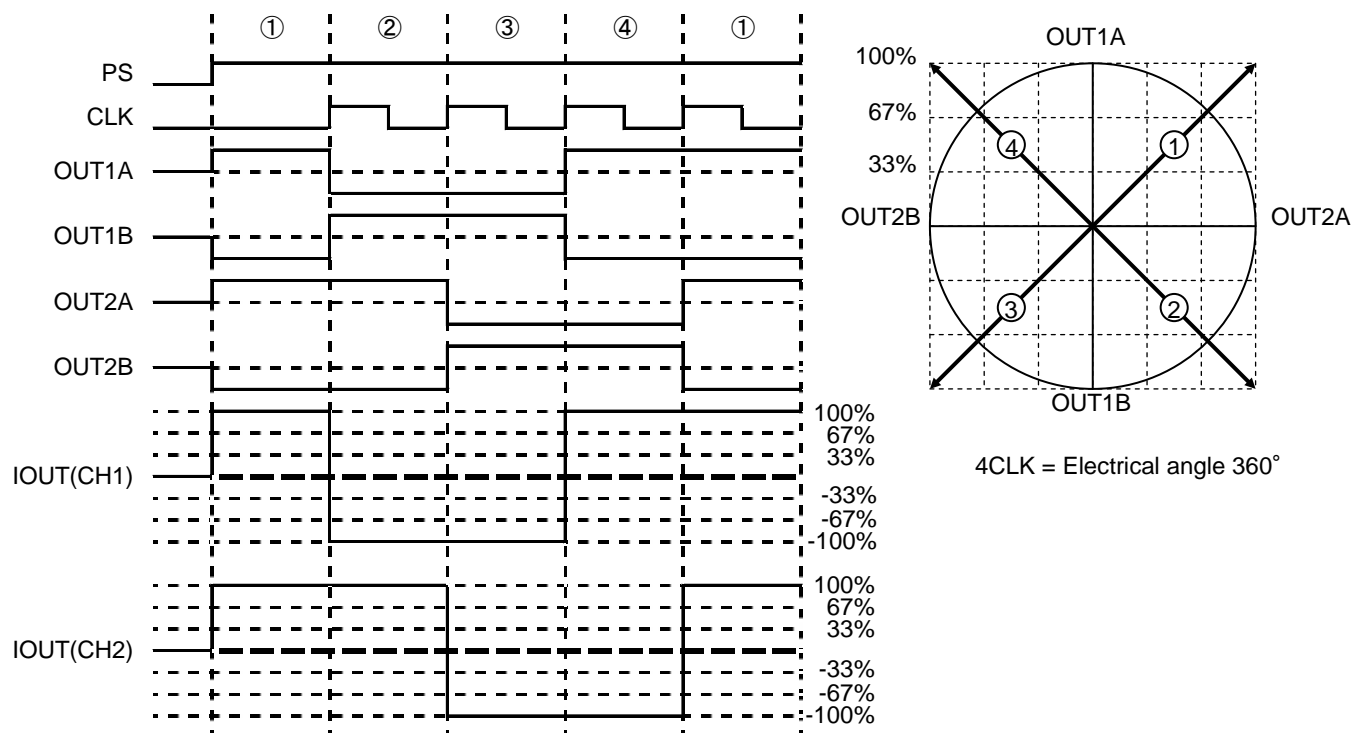 ① ② ③ ④ ①
PS
CLK
OUT1A
OUT1B
OUT2A
OUT2B
IOUT(CH1)
100%
67%
33%
-33%
-67%
-100%
IOUT(CH2)
100%
67%
33%
-33%
-67%
-100%
OUT1A
100%
67%
33%
④ ①
OUT2B OUT2A
③ ②
OUT1B
4CLK = Electrical angle 360°